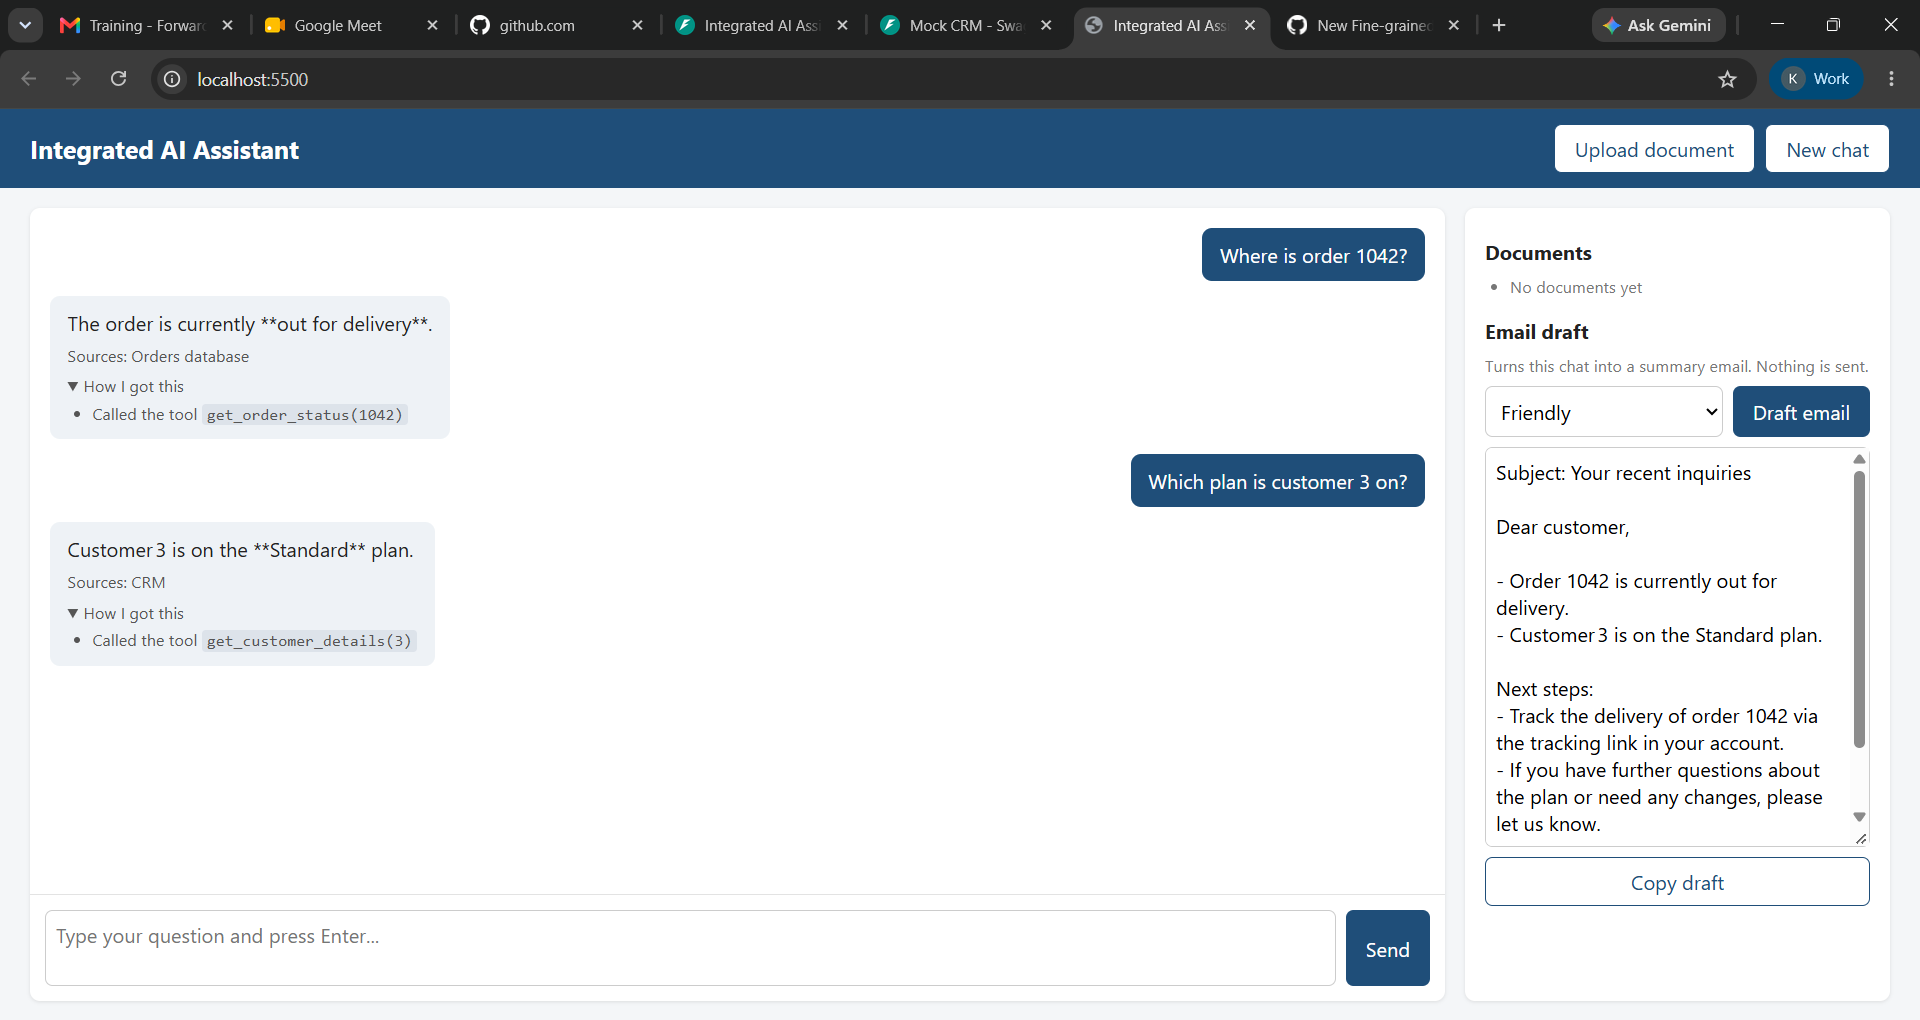 Training - Forwar
Google Meet
github.com
Integrated AI Assi
Mock CRM - Swa
Integrated AI Ass
New Fine-graine
Ask Gemini
localhost:5500
K Work
Integrated AI Assistant
Upload document
New chat
Where is order 1042?
The order is currently **out for delivery**.
Sources: Orders database
▼ How I got this
• Called the tool get_order_status(1042)
Which plan is customer 3 on?
Customer 3 is on the **Standard** plan.
Sources: CRM
▼ How I got this
• Called the tool get_customer_details(3)
Type your question and press Enter...
Send
Documents
• No documents yet
Email draft
Turns this chat into a summary email. Nothing is sent.
Friendly
Draft email
Subject: Your recent inquiries
Dear customer,
- Order 1042 is currently out for
delivery.
- Customer 3 is on the Standard plan.
Next steps:
- Track the delivery of order 1042 via
the tracking link in your account.
- If you have further questions about
the plan or need any changes, please
let us know.
Copy draft